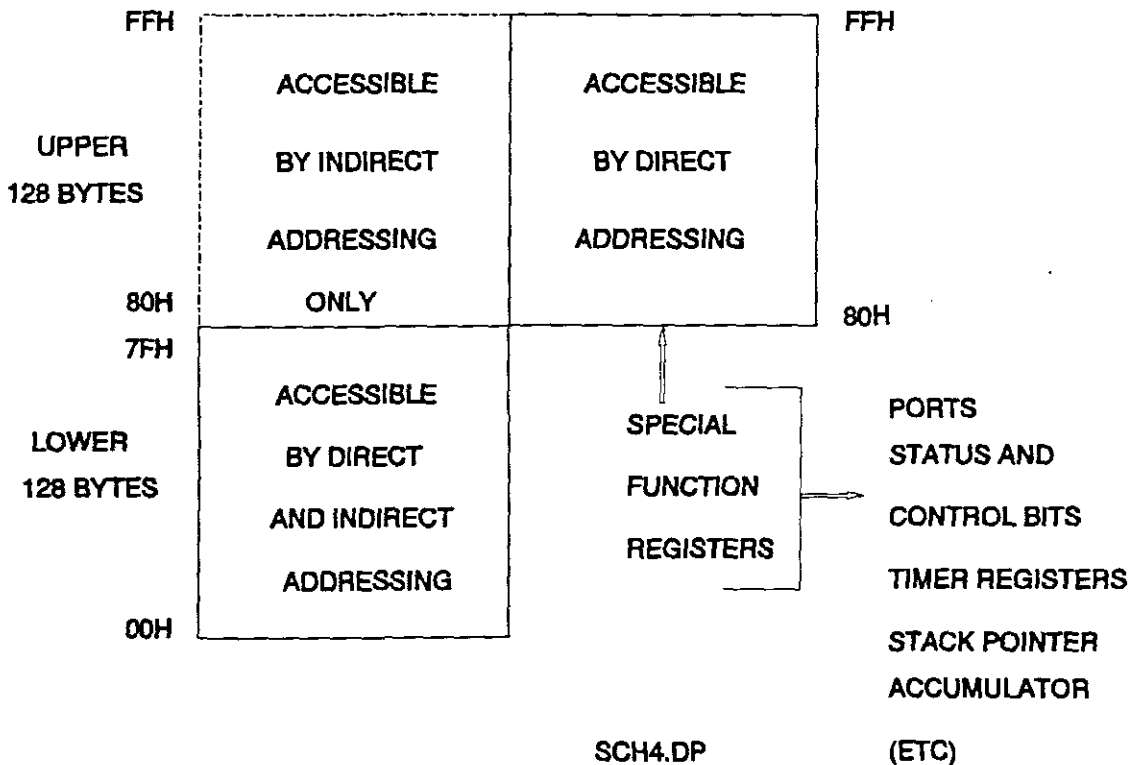 FFH
FFH
ACCESSIBLE
BY INDIRECT
ADDRESSING
ONLY
ACCESSIBLE
BY DIRECT
ADDRESSING
UPPER
128 BYTES
80H
80H
7FH
LOWER
128 BYTES
ACCESSIBLE
BY DIRECT
AND INDIRECT
ADDRESSING
00H
SPECIAL
FUNCTION
REGISTERS
PORTS
STATUS AND
CONTROL BITS
TIMER REGISTERS
STACK POINTER
ACCUMULATOR
(ETC)
SCH4.DP